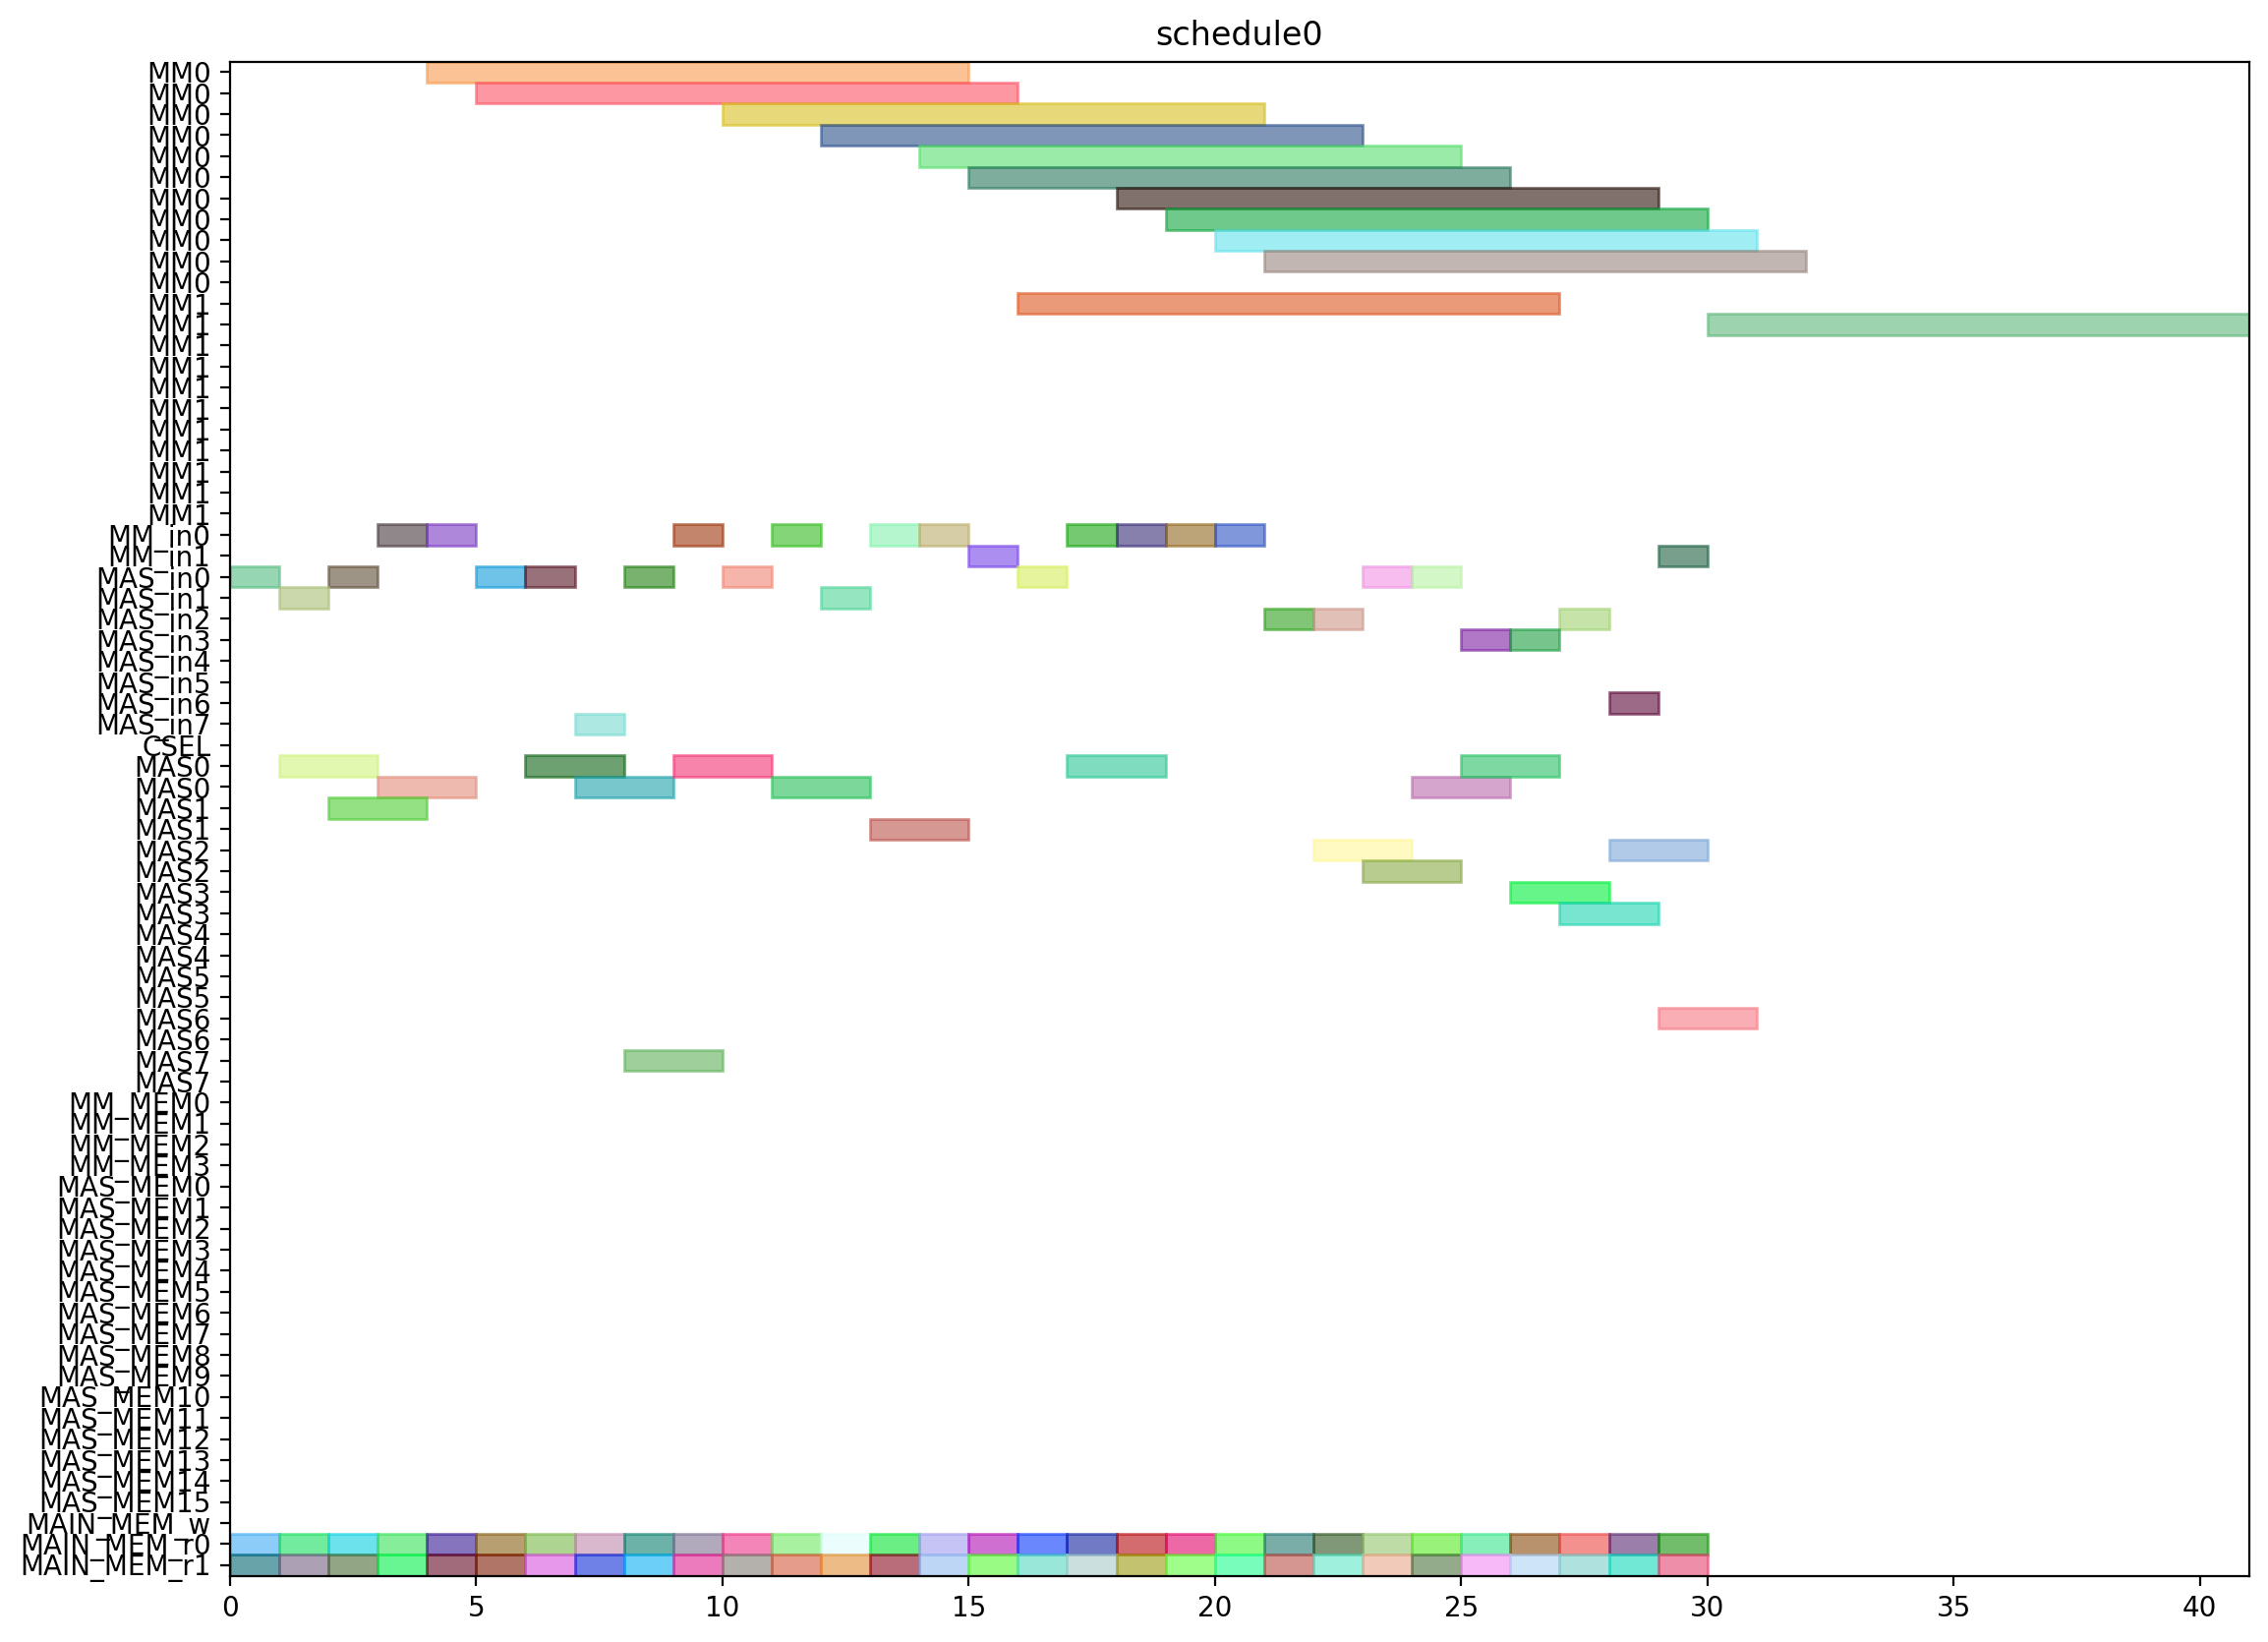 schedule0
MM0
MM0
MM0
MM0
MM0
MM0
MM0
MM0
MM0
MM0
MM0
MM1
MM1
MM1
MM1
MM1
MM1
MM1
MM1
MM1
MM1
MM1
MM_in0
MM_in1
MAS_in0
MAS_in1
MAS_in2
MAS_in3
MAS_in4
MAS_in5
MAS_in6
MAS_in7
CSEL
MAS0
MAS0
MAS1
MAS1
MAS2
MAS2
MAS3
MAS3
MAS4
MAS4
MAS5
MAS5
MAS6
MAS6
MAS7
MAS7
MM_MEM0
MM_MEM1
MM_MEM2
MM_MEM3
MAS_MEM0
MAS_MEM1
MAS_MEM2
MAS_MEM3
MAS_MEM4
MAS_MEM5
MAS_MEM6
MAS_MEM7
MAS_MEM8
MAS_MEM9
MAS_MEM10
MAS_MEM11
MAS_MEM12
MAS_MEM13
MAS_MEM14
MAS_MEM15
MAIN_MEM_w
MAIN_MEM_r0
MAIN_MEM_r1
0 5 10 15 20 25 30 35 40